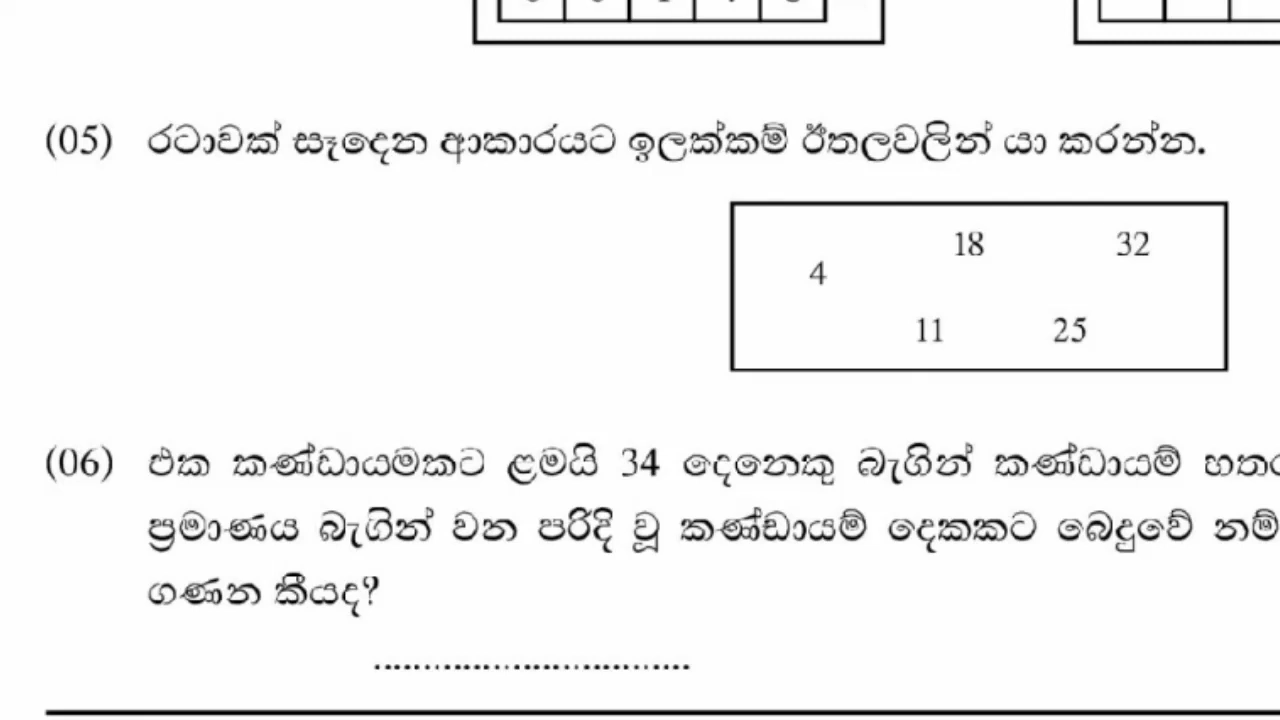 (05) රටාවක් සෑදෙන ආකාරයට ඉලක්කම් ඊතලවලින් යා කරන්න.
18 32
4
11 25
(06) එක කණ්ඩායමකට ළමයි 34 දෙනෙකු බැගින් කණ්ඩායම්
ප්‍රමාණය බැගින් වන පරිදි වූ කණ්ඩායම් දෙකකට බෙදුවේ නම්
ගණන කීයද?